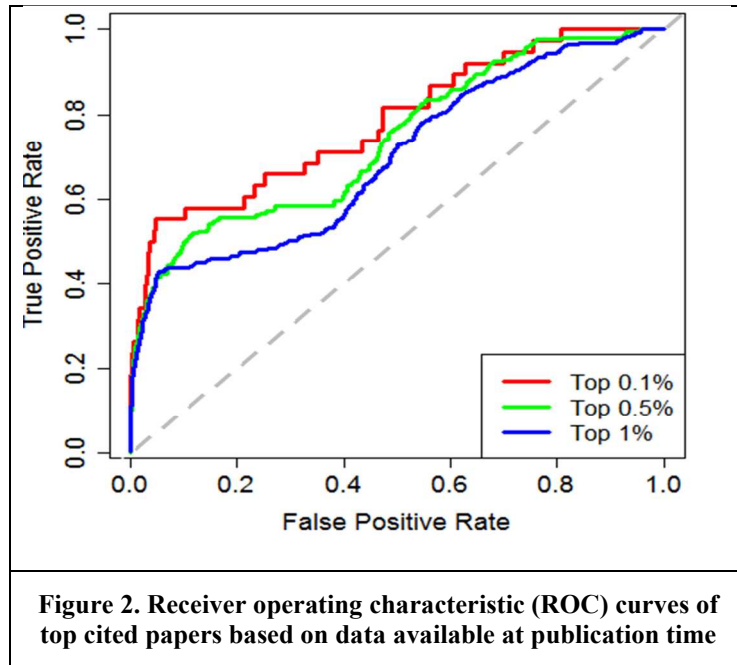 True Positive Rate
1.0
0.8
0.6
0.4
0.2
0.0
Top 0.1%
Top 0.5%
Top 1%
0.0 0.2 0.4 0.6 0.8 1.0
False Positive Rate
Figure 2. Receiver operating characteristic (ROC) curves of
top cited papers based on data available at publication time